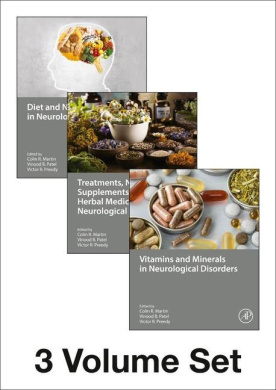 Diet and N
in Neurolog
Edited by
Colin R. Martin
Vinood B. Patel
Victor R. Preedy
Treatments, N
Supplements
Herbal Medic
Neurological
Edited by
Colin R. Martin
Vinood B. Patel
Victor R. Preedy
Vitamins and Minerals
in Neurological Disorders
Edited by
Colin R. Martin
Vinood B. Patel
Victor R. Preedy
3 Volume Set